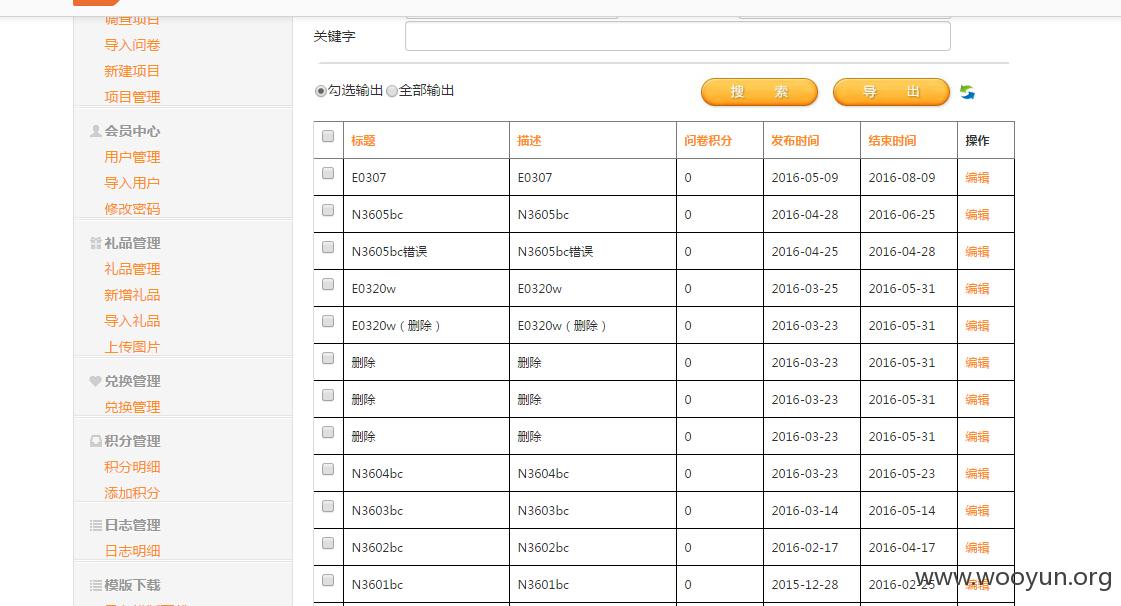 调查项目
导入问卷
新建项目
项目管理
会员中心
用户管理
导入用户
修改密码
礼品管理
礼品管理
新增礼品
导入礼品
上传图片
兑换管理
兑换管理
积分管理
积分明细
添加积分
日志管理
日志明细
模版下载
关键字
勾选输出 全部输出 搜 索 导 出
标题 描述 问卷积分 发布时间 结束时间 操作
E0307 E0307 0 2016-05-09 2016-08-09 编辑
N3605bc N3605bc 0 2016-04-28 2016-06-25 编辑
N3605bc错误 N3605bc错误 0 2016-04-25 2016-04-28 编辑
E0320w E0320w 0 2016-03-25 2016-05-31 编辑
E0320w（删除） E0320w（删除） 0 2016-03-23 2016-05-31 编辑
删除 删除 0 2016-03-23 2016-05-31 编辑
删除 删除 0 2016-03-23 2016-05-31 编辑
删除 删除 0 2016-03-23 2016-05-31 编辑
N3604bc N3604bc 0 2016-03-23 2016-05-23 编辑
N3603bc N3603bc 0 2016-03-14 2016-05-14 编辑
N3602bc N3602bc 0 2016-02-17 2016-04-17 编辑
N3601bc N3601bc 0 2015-12-28 2016-02-25 编辑
www.wooyun.org